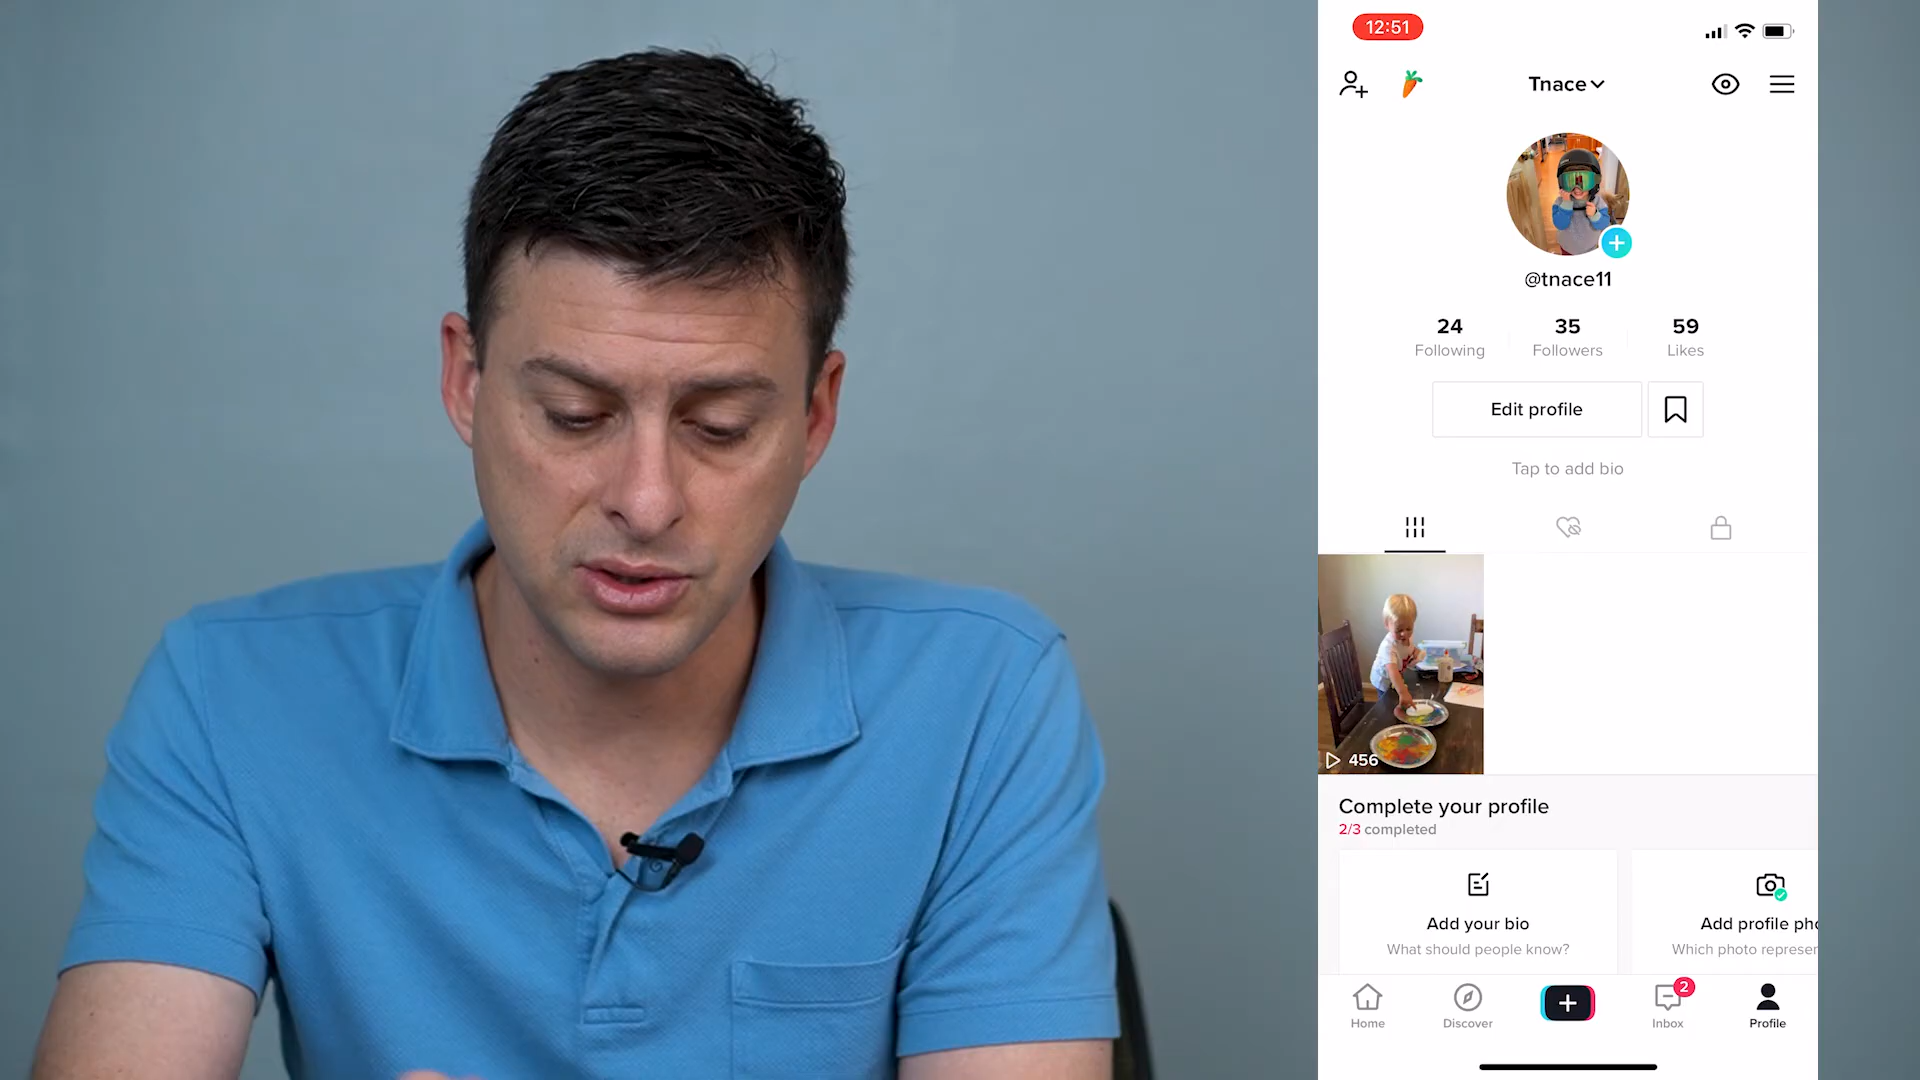 12:51
Tnace
@tnace11
24 35 59
Following Followers Likes
Edit profile
Tap to add bio
456
Complete your profile
2/3 completed
Add your bio
Add profile pho
What should people know?
Which photo represen
2
Home Discover Inbox Profile